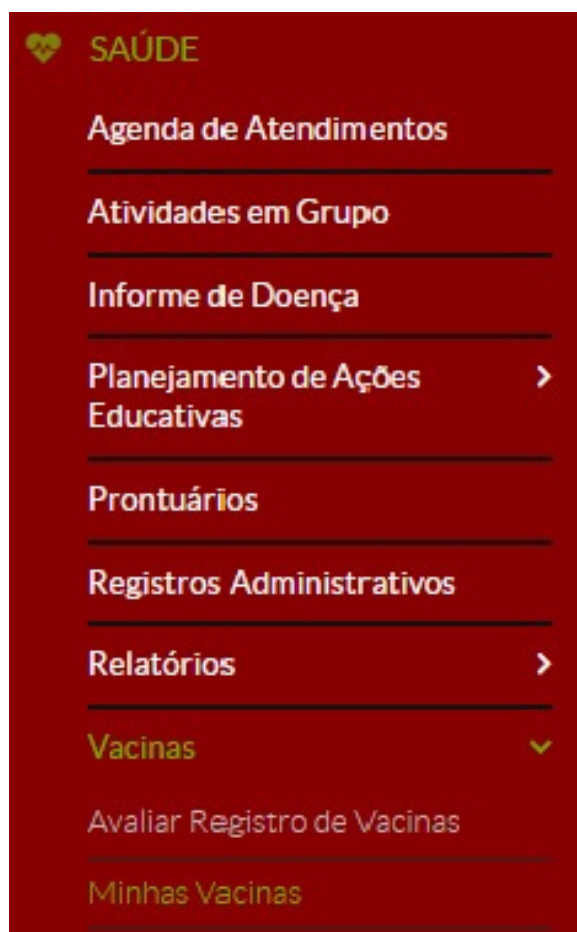 SAÚDE
Agenda de Atendimentos
Atividades em Grupo
Informe de Doença
Planejamento de Ações
Educativas
Prontuários
Registros Administrativos
Relatórios
Vacinas
Avaliar Registro de Vacinas
Minhas Vacinas